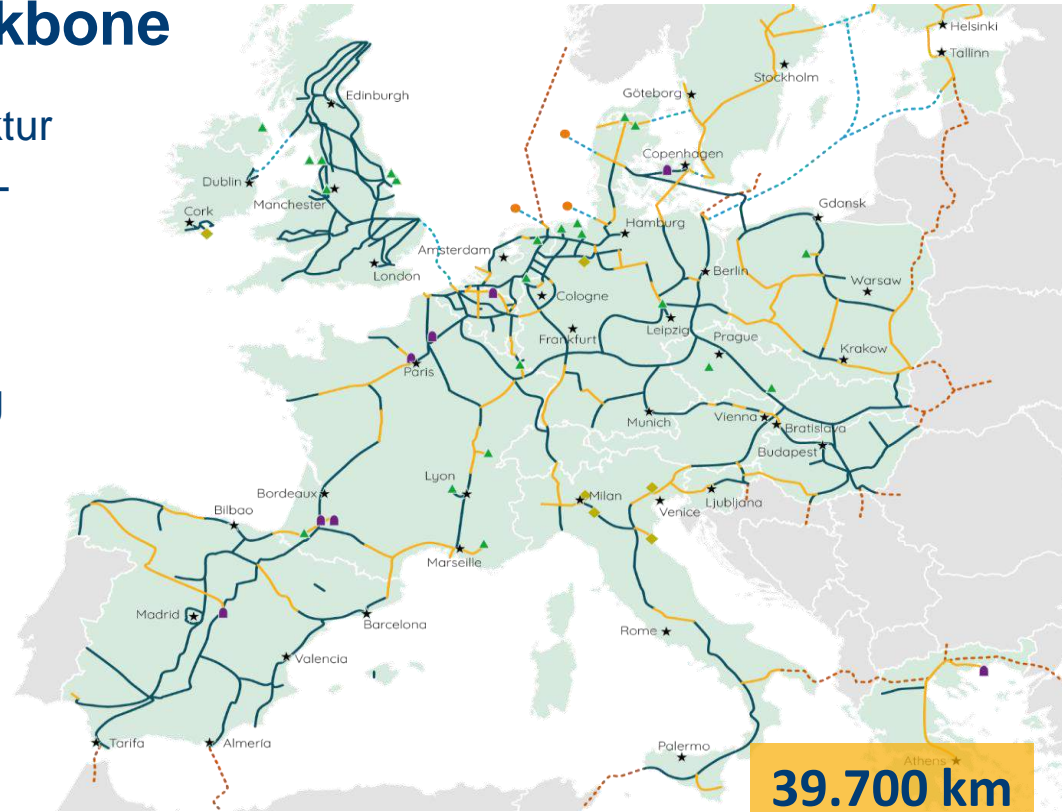 kbone
tur
–
g
Helsinki
Tallinn
Stockholm
Göteborg
Edinburgh
Copenhagen
Dublin
Manchester
Cork
Gdansk
Hamburg
Amsterdam
London
Berlin
Warsaw
Cologne
Leipzig
Frankfurt
Prague
Krakow
Paris
Munich
Vienna
Bratislava
Budapest
Lyon
Bordeaux
Milan
Venice
Ljubljana
Bilbao
Marseille
Madrid
Barcelona
Rome
Valencia
Tarifa
Almería
Palermo
Athens
39.700 km